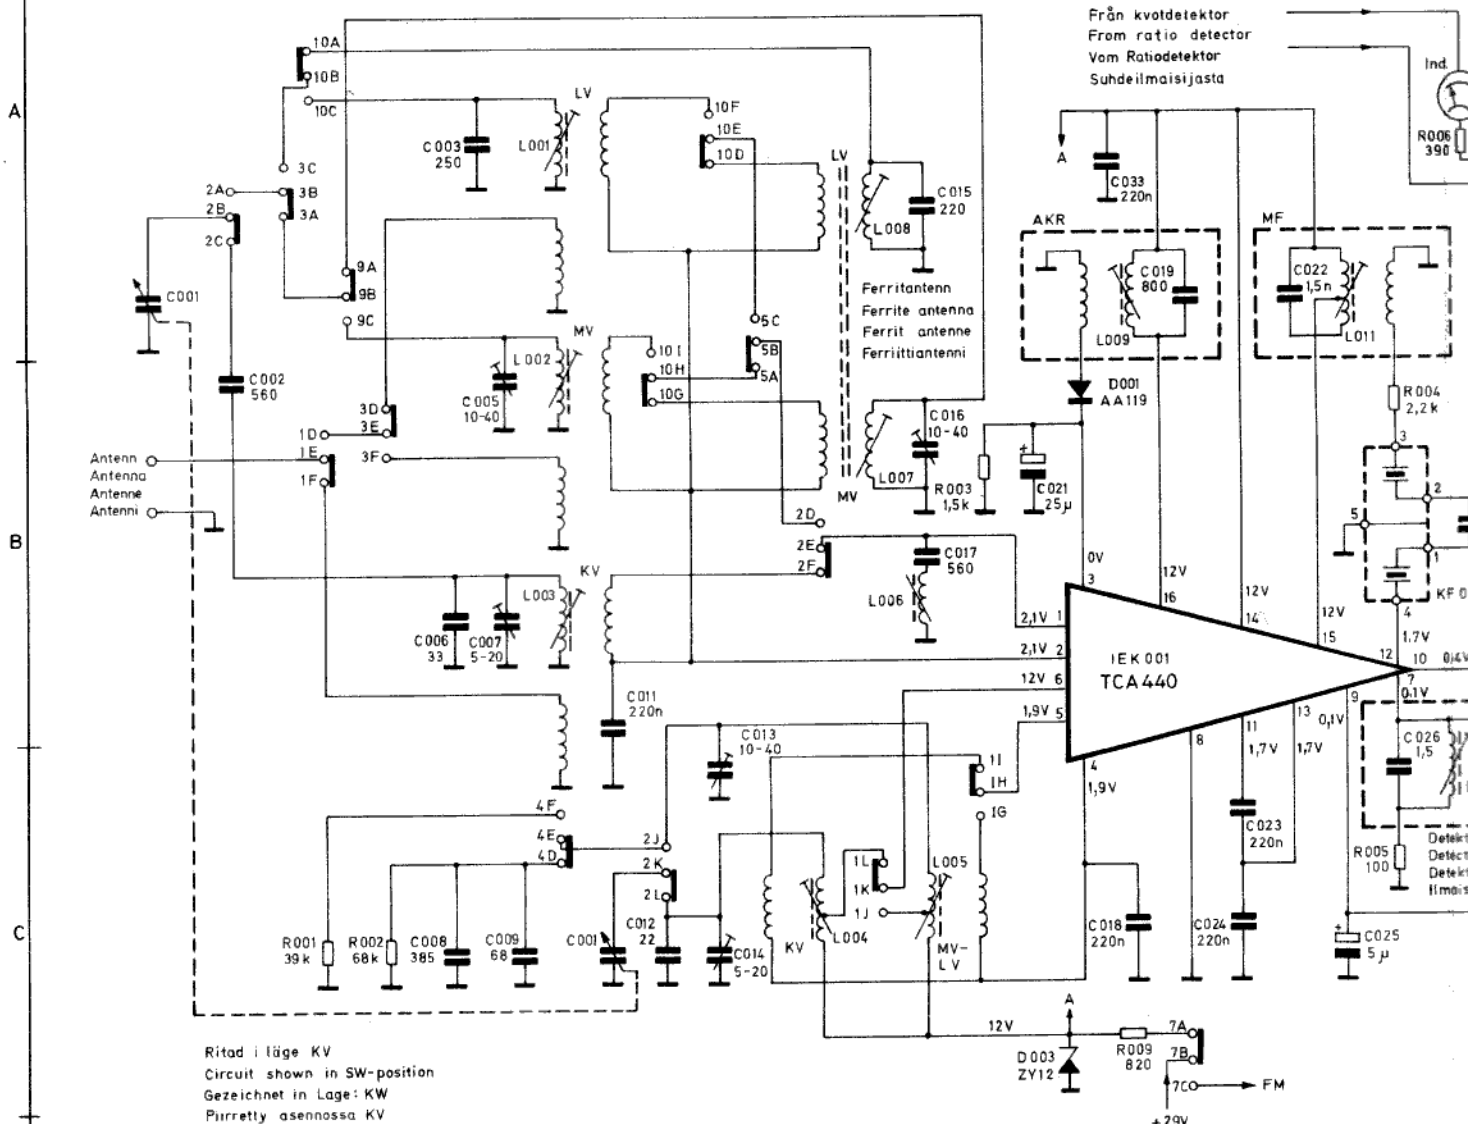 Från kvotdetektor
From ratio detector
Vom Ratiodetektor
Suhdeilmaisijasta
Ind.
R006
390
A
B
C
10A
10B
10C
LV
C003
250
L001
10F
10E
10D
LV
C015
220
L008
A
C033
220n
AKR
C019
800
L009
MF
C022
1,5n
L011
3C
3B
3A
2A
2B
2C
C001
9A
9B
9C
Ferritantenn
Ferrite antenna
Ferrit antenne
Ferriittiantenni
MV
L002
C005
10-40
10I
10H
10G
5C
5B
5A
C002
560
3D
3E
3F
1D
1E
1F
Antenn
Antenna
Antenne
Antenni
C016
10-40
L007
MV
D001
AA119
R003
1,5k
+
C021
25µ
R004
2,2k
3
2
5
1
4
2D
2E
2F
C017
560
L006
KV
L003
C006
33
C007
5-20
C011
220n
0V
3
12V
16
12V
14
12V
15
1,7V
12
10
7
0,1V
0,4V
2,1V
1
2,1V
2
12V
6
1,9V
5
IEK 001
TCA 440
4
1,9V
8
11
1,7V
13
1,7V
0,1V
9
C013
10-40
1I
1H
1G
4F
4E
4D
2J
2K
2L
1L
1K
1J
L005
L004
KV
MV-
LV
R001
39k
R002
68k
C008
385
C009
68
C001
C012
22
C014
5-20
C018
220n
C023
220n
C024
220n
C026
1,5
R005
100
+
C025
5µ
12V
A
D003
ZY12
R009
820
7A
7B
7C
FM
+29V
Ritad i läge KV
Circuit shown in SW-position
Gezeichnet in Lage: KW
Piirretty asennossa KV